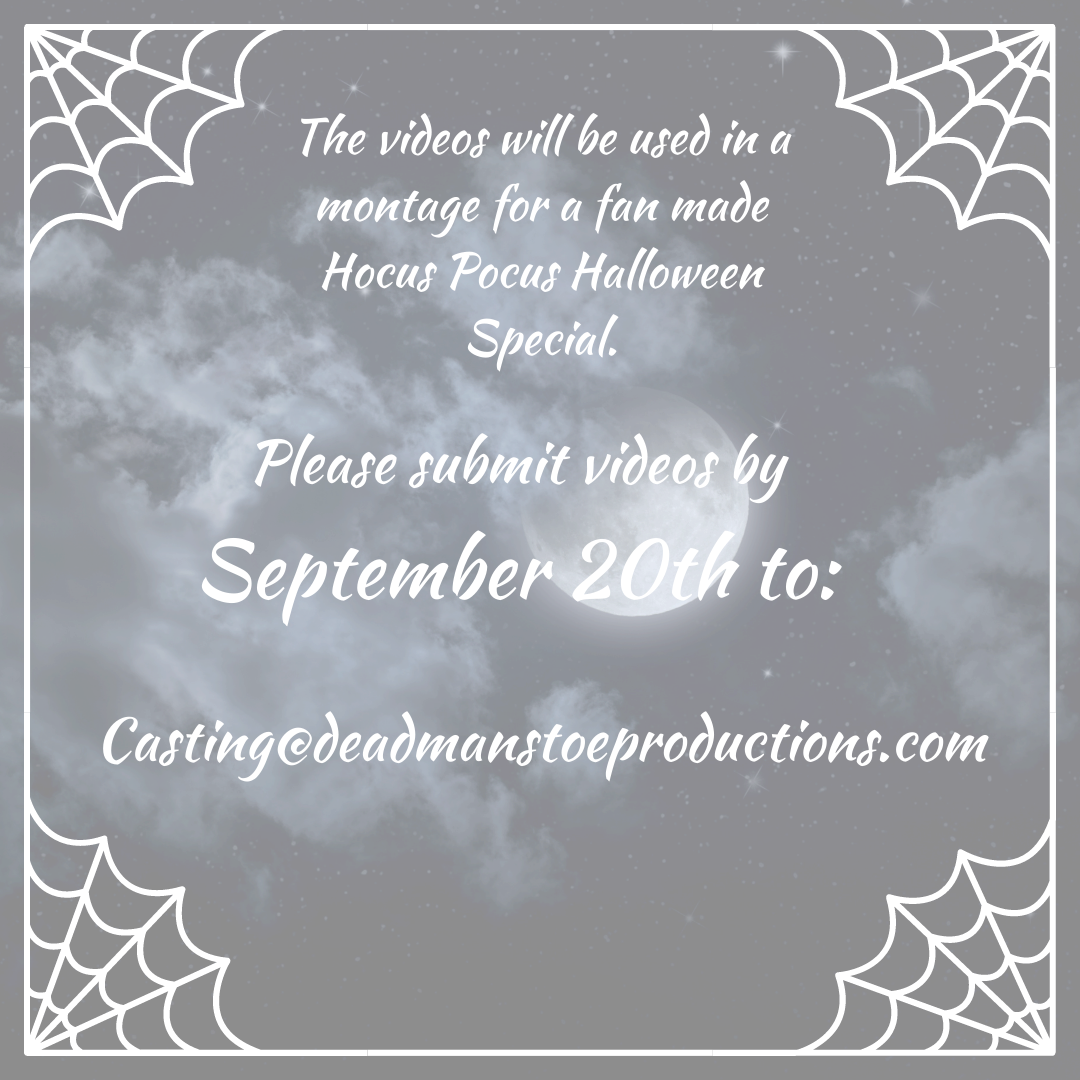 The videos will be used in a
montage for a fan made
Hocus Pocus Halloween
Special.
Please submit videos by
September 20th to:
Casting@deadmanstoeproductions.com